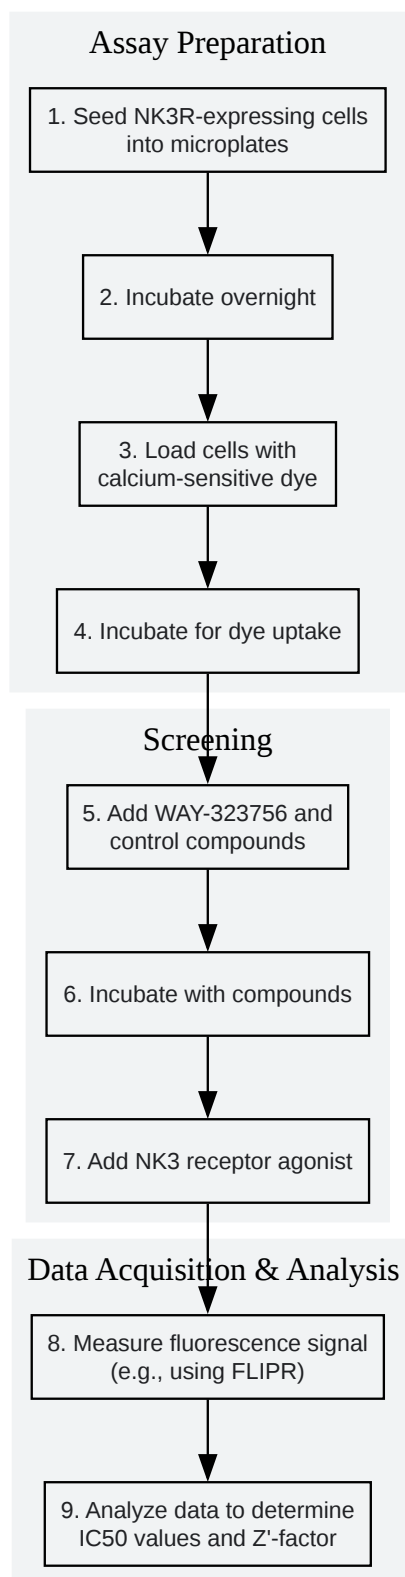 Assay Preparation
1. Seed NK3R-expressing cells
into microplates
2. Incubate overnight
3. Load cells with
calcium-sensitive dye
4. Incubate for dye uptake
Screening
5. Add WAY-323756 and
control compounds
6. Incubate with compounds
7. Add NK3 receptor agonist
Data Acquisition & Analysis
8. Measure fluorescence signal
(e.g., using FLIPR)
9. Analyze data to determine
IC50 values and Z'-factor